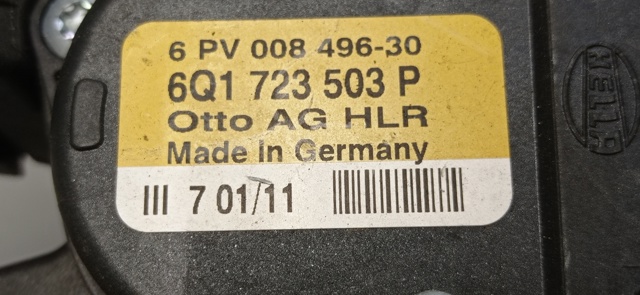 6 PV 008 496-30
6Q1 723 503 P
Otto AG HLR
Made in Germany
III 7 01/11
HELLA